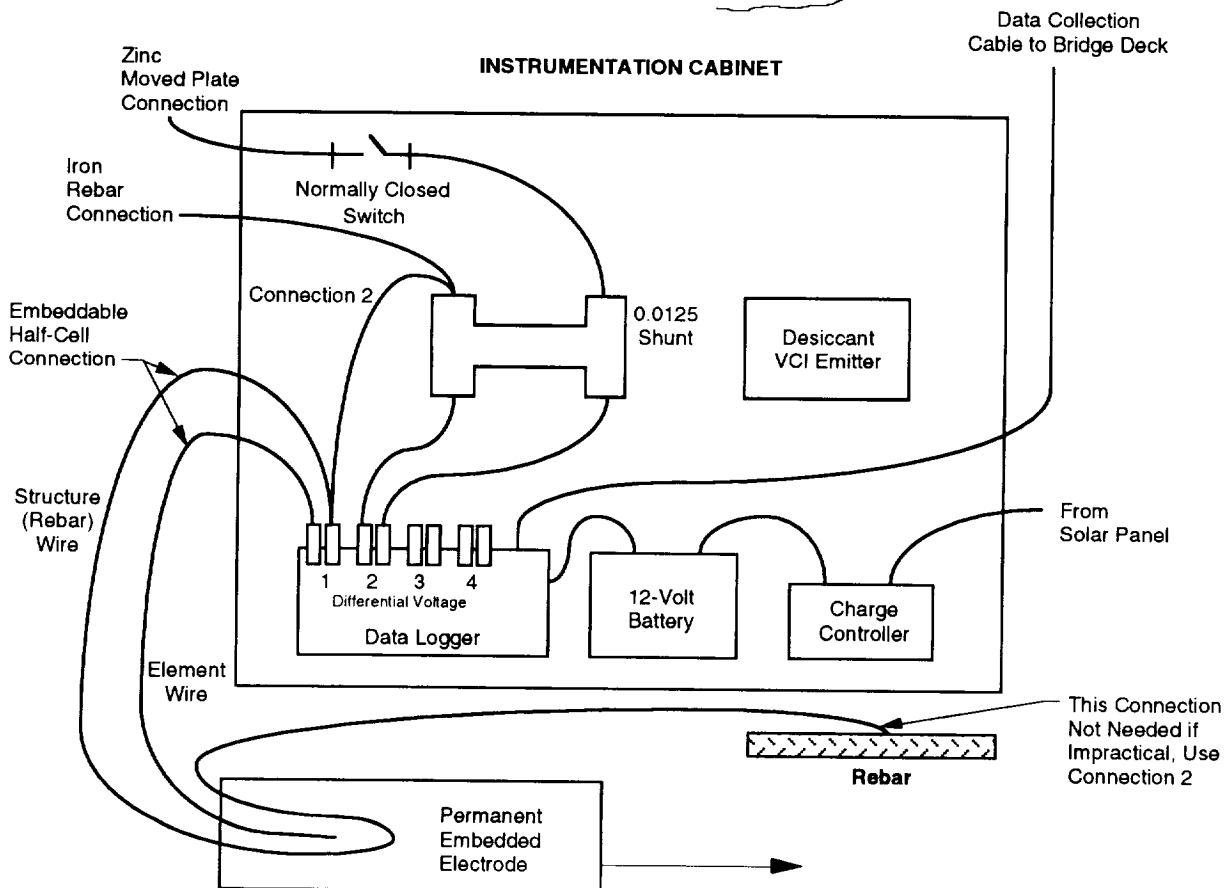 Data Collection
Cable to Bridge Deck
INSTRUMENTATION CABINET
Zinc
Moved Plate
Connection
Iron
Rebar
Connection
Normally Closed
Switch
Connection 2
0.0125
Shunt
Desiccant
VCI Emitter
Embeddable
Half-Cell
Connection
Structure
(Rebar)
Wire
1 2 3 4
Differential Voltage
Data Logger
12-Volt
Battery
Charge
Controller
From
Solar Panel
Element
Wire
This Connection
Not Needed if
Impractical, Use
Connection 2
Rebar
Permanent
Embedded
Electrode